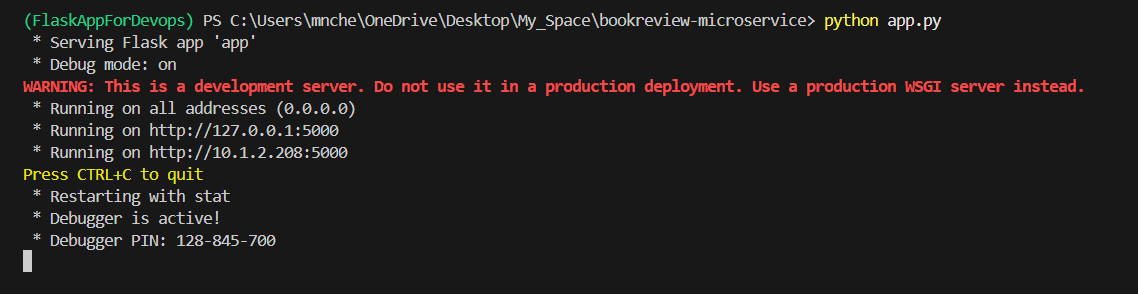 (FlaskAppForDevops) PS C:\Users\mnche\OneDrive\Desktop\My_Space\bookreview-microservice> python app.py
 * Serving Flask app 'app'
 * Debug mode: on
WARNING: This is a development server. Do not use it in a production deployment. Use a production WSGI server instead.
 * Running on all addresses (0.0.0.0)
 * Running on http://127.0.0.1:5000
 * Running on http://10.1.2.208:5000
Press CTRL+C to quit
 * Restarting with stat
 * Debugger is active!
 * Debugger PIN: 128-845-700